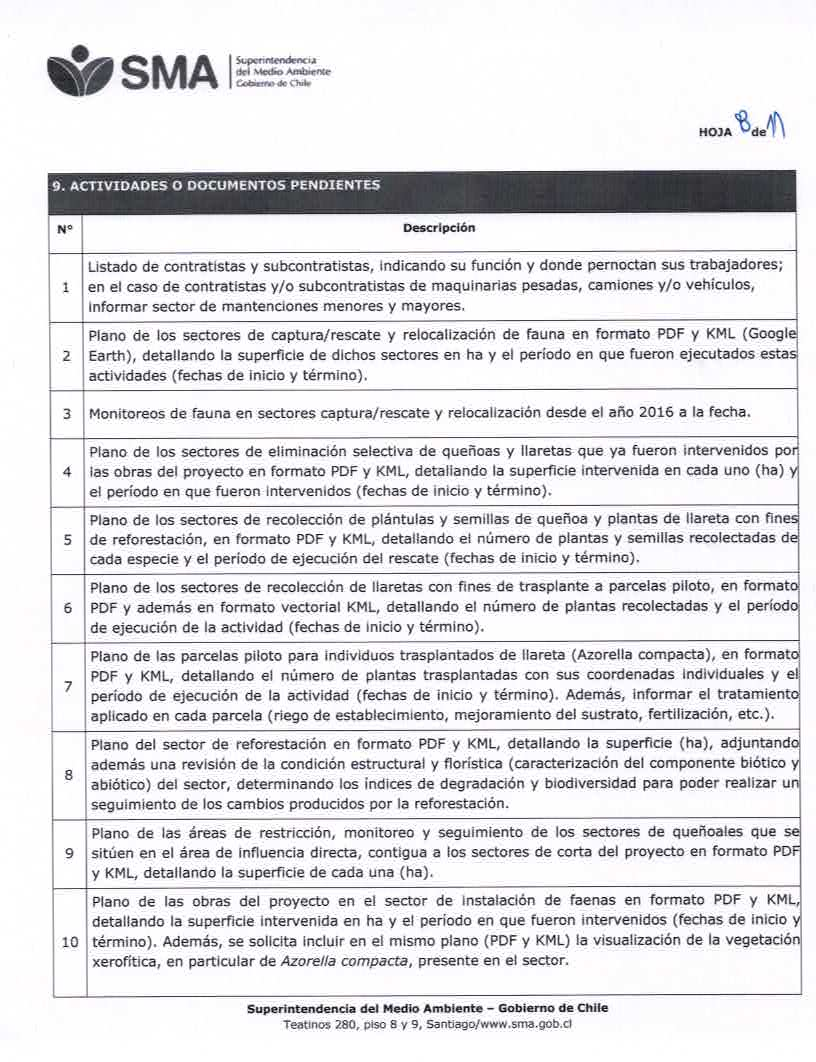 SMA
Superintendencia
del Medio Ambiente
Gobierno de Chile
HOJA 8 de 11
9. ACTIVIDADES O DOCUMENTOS PENDIENTES
N° Descripción
1
Listado de contratistas y subcontratistas, indicando su función y donde pernoctan sus trabajadores;
en el caso de contratistas y/o subcontratistas de maquinarias pesadas, camiones y/o vehículos,
informar sector de mantenciones menores y mayores.
2
Plano de los sectores de captura/rescate y relocalización de fauna en formato PDF y KML (Google
Earth), detallando la superficie de dichos sectores en ha y el período en que fueron ejecutados estas
actividades (fechas de inicio y término).
3
Monitoreos de fauna en sectores captura/rescate y relocalización desde el año 2016 a la fecha.
4
Plano de los sectores de eliminación selectiva de queñoas y llaretas que ya fueron intervenidos por
las obras del proyecto en formato PDF y KML, detallando la superficie intervenida en cada uno (ha) y
el período en que fueron intervenidos (fechas de inicio y término).
5
Plano de los sectores de recolección de plántulas y semillas de queñoa y plantas de llareta con fines
de reforestación, en formato PDF y KML, detallando el número de plantas y semillas recolectadas de
cada especie y el período de ejecución del rescate (fechas de inicio y término).
6
Plano de los sectores de recolección de llaretas con fines de trasplante a parcelas piloto, en formato
PDF y además en formato vectorial KML, detallando el número de plantas recolectadas y el período
de ejecución de la actividad (fechas de inicio y término).
7
Plano de las parcelas piloto para individuos trasplantados de llareta (Azorella compacta), en formato
PDF y KML, detallando el número de plantas trasplantadas con sus coordenadas individuales y el
período de ejecución de la actividad (fechas de inicio y término). Además, informar el tratamiento
aplicado en cada parcela (riego de establecimiento, mejoramiento del sustrato, fertilización, etc.).
8
Plano del sector de reforestación en formato PDF y KML, detallando la superficie (ha), adjuntando
además una revisión de la condición estructural y florística (caracterización del componente biótico y
abiótico) del sector, determinando los índices de degradación y biodiversidad para poder realizar un
seguimiento de los cambios producidos por la reforestación.
9
Plano de las áreas de restricción, monitoreo y seguimiento de los sectores de queñoales que se
sitúen en el área de influencia directa, contigua a los sectores de corta del proyecto en formato PDF
y KML, detallando la superficie de cada una (ha).
10
Plano de las obras del proyecto en el sector de instalación de faenas en formato PDF y KML,
detallando la superficie intervenida en ha y el período en que fueron intervenidos (fechas de inicio y
término). Además, se solicita incluir en el mismo plano (PDF y KML) la visualización de la vegetación
xerofítica, en particular de Azorella compacta, presente en el sector.
Superintendencia del Medio Ambiente – Gobierno de Chile
Teatinos 280, piso 8 y 9, Santiago/www.sma.gob.cl